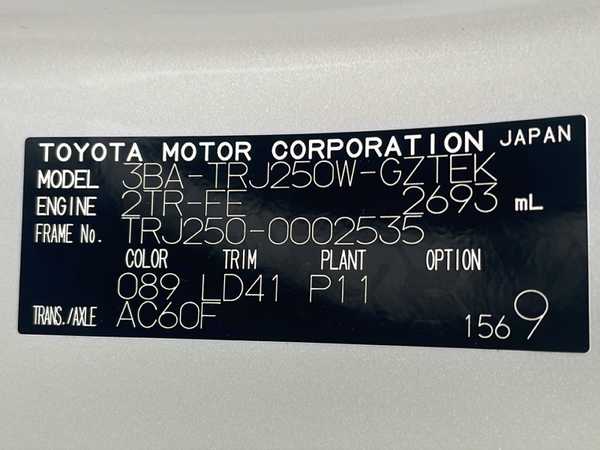 TOYOTA MOTOR CORPORATION JAPAN
MODEL 3BA-TRJ250W-GZTEK
ENGINE 2TR-FE 2693 mL
FRAME No. TRJ250-0002535
COLOR TRIM PLANT OPTION
089 LD41 P11
TRANS./AXLE AC60F 1569